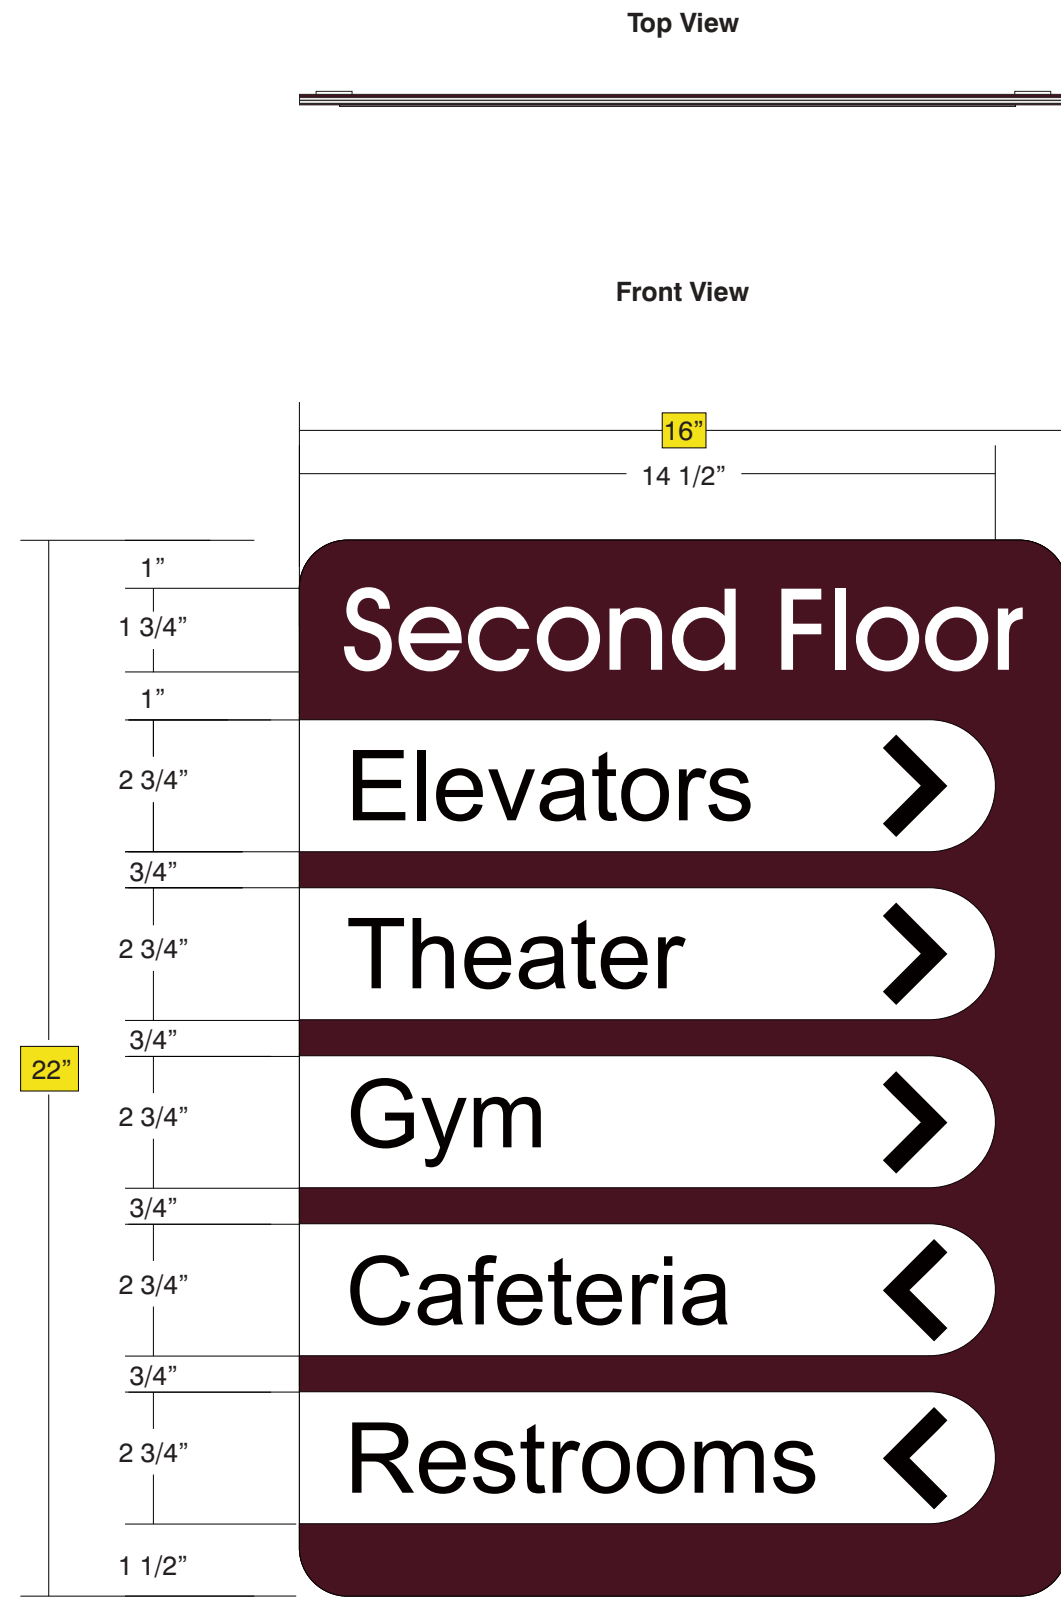 Top View
Front View
16”
14 1/2”
1”
1 3/4”
Second Floor
1”
2 3/4”
Elevators
3/4”
2 3/4”
Theater
3/4”
22”
2 3/4”
Gym
3/4”
2 3/4”
Cafeteria
3/4”
2 3/4”
Restrooms
1 1/2”